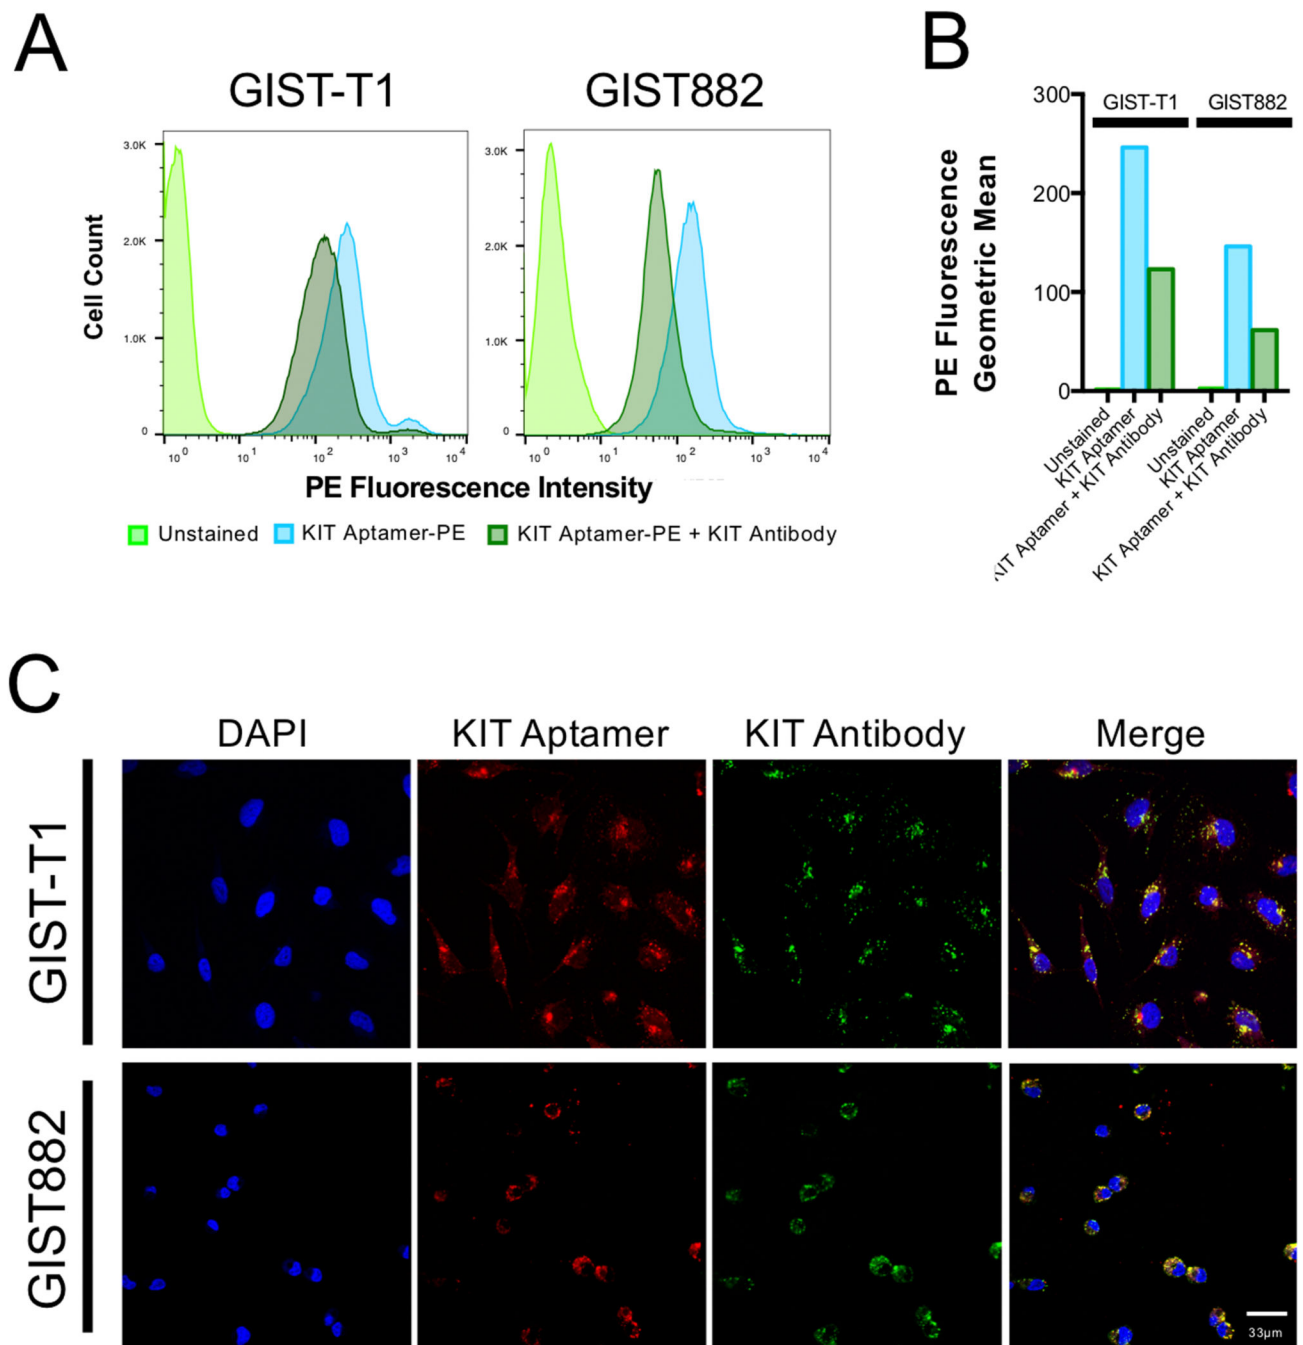 A
GIST-T1
GIST882
Cell Count
3.0K
2.0K
1.0K
0
10^0 10^1 10^2 10^3 10^4
3.0K
2.0K
1.0K
0
10^0 10^1 10^2 10^3 10^4
PE Fluorescence Intensity
Unstained
KIT Aptamer-PE
KIT Aptamer-PE + KIT Antibody
B
PE Fluorescence
Geometric Mean
300
200
100
0
GIST-T1
GIST882
Unstained
KIT Aptamer
KIT Aptamer + KIT Antibody
Unstained
KIT Aptamer
KIT Aptamer + KIT Antibody
C
DAPI
KIT Aptamer
KIT Antibody
Merge
GIST-T1
GIST882
33µm